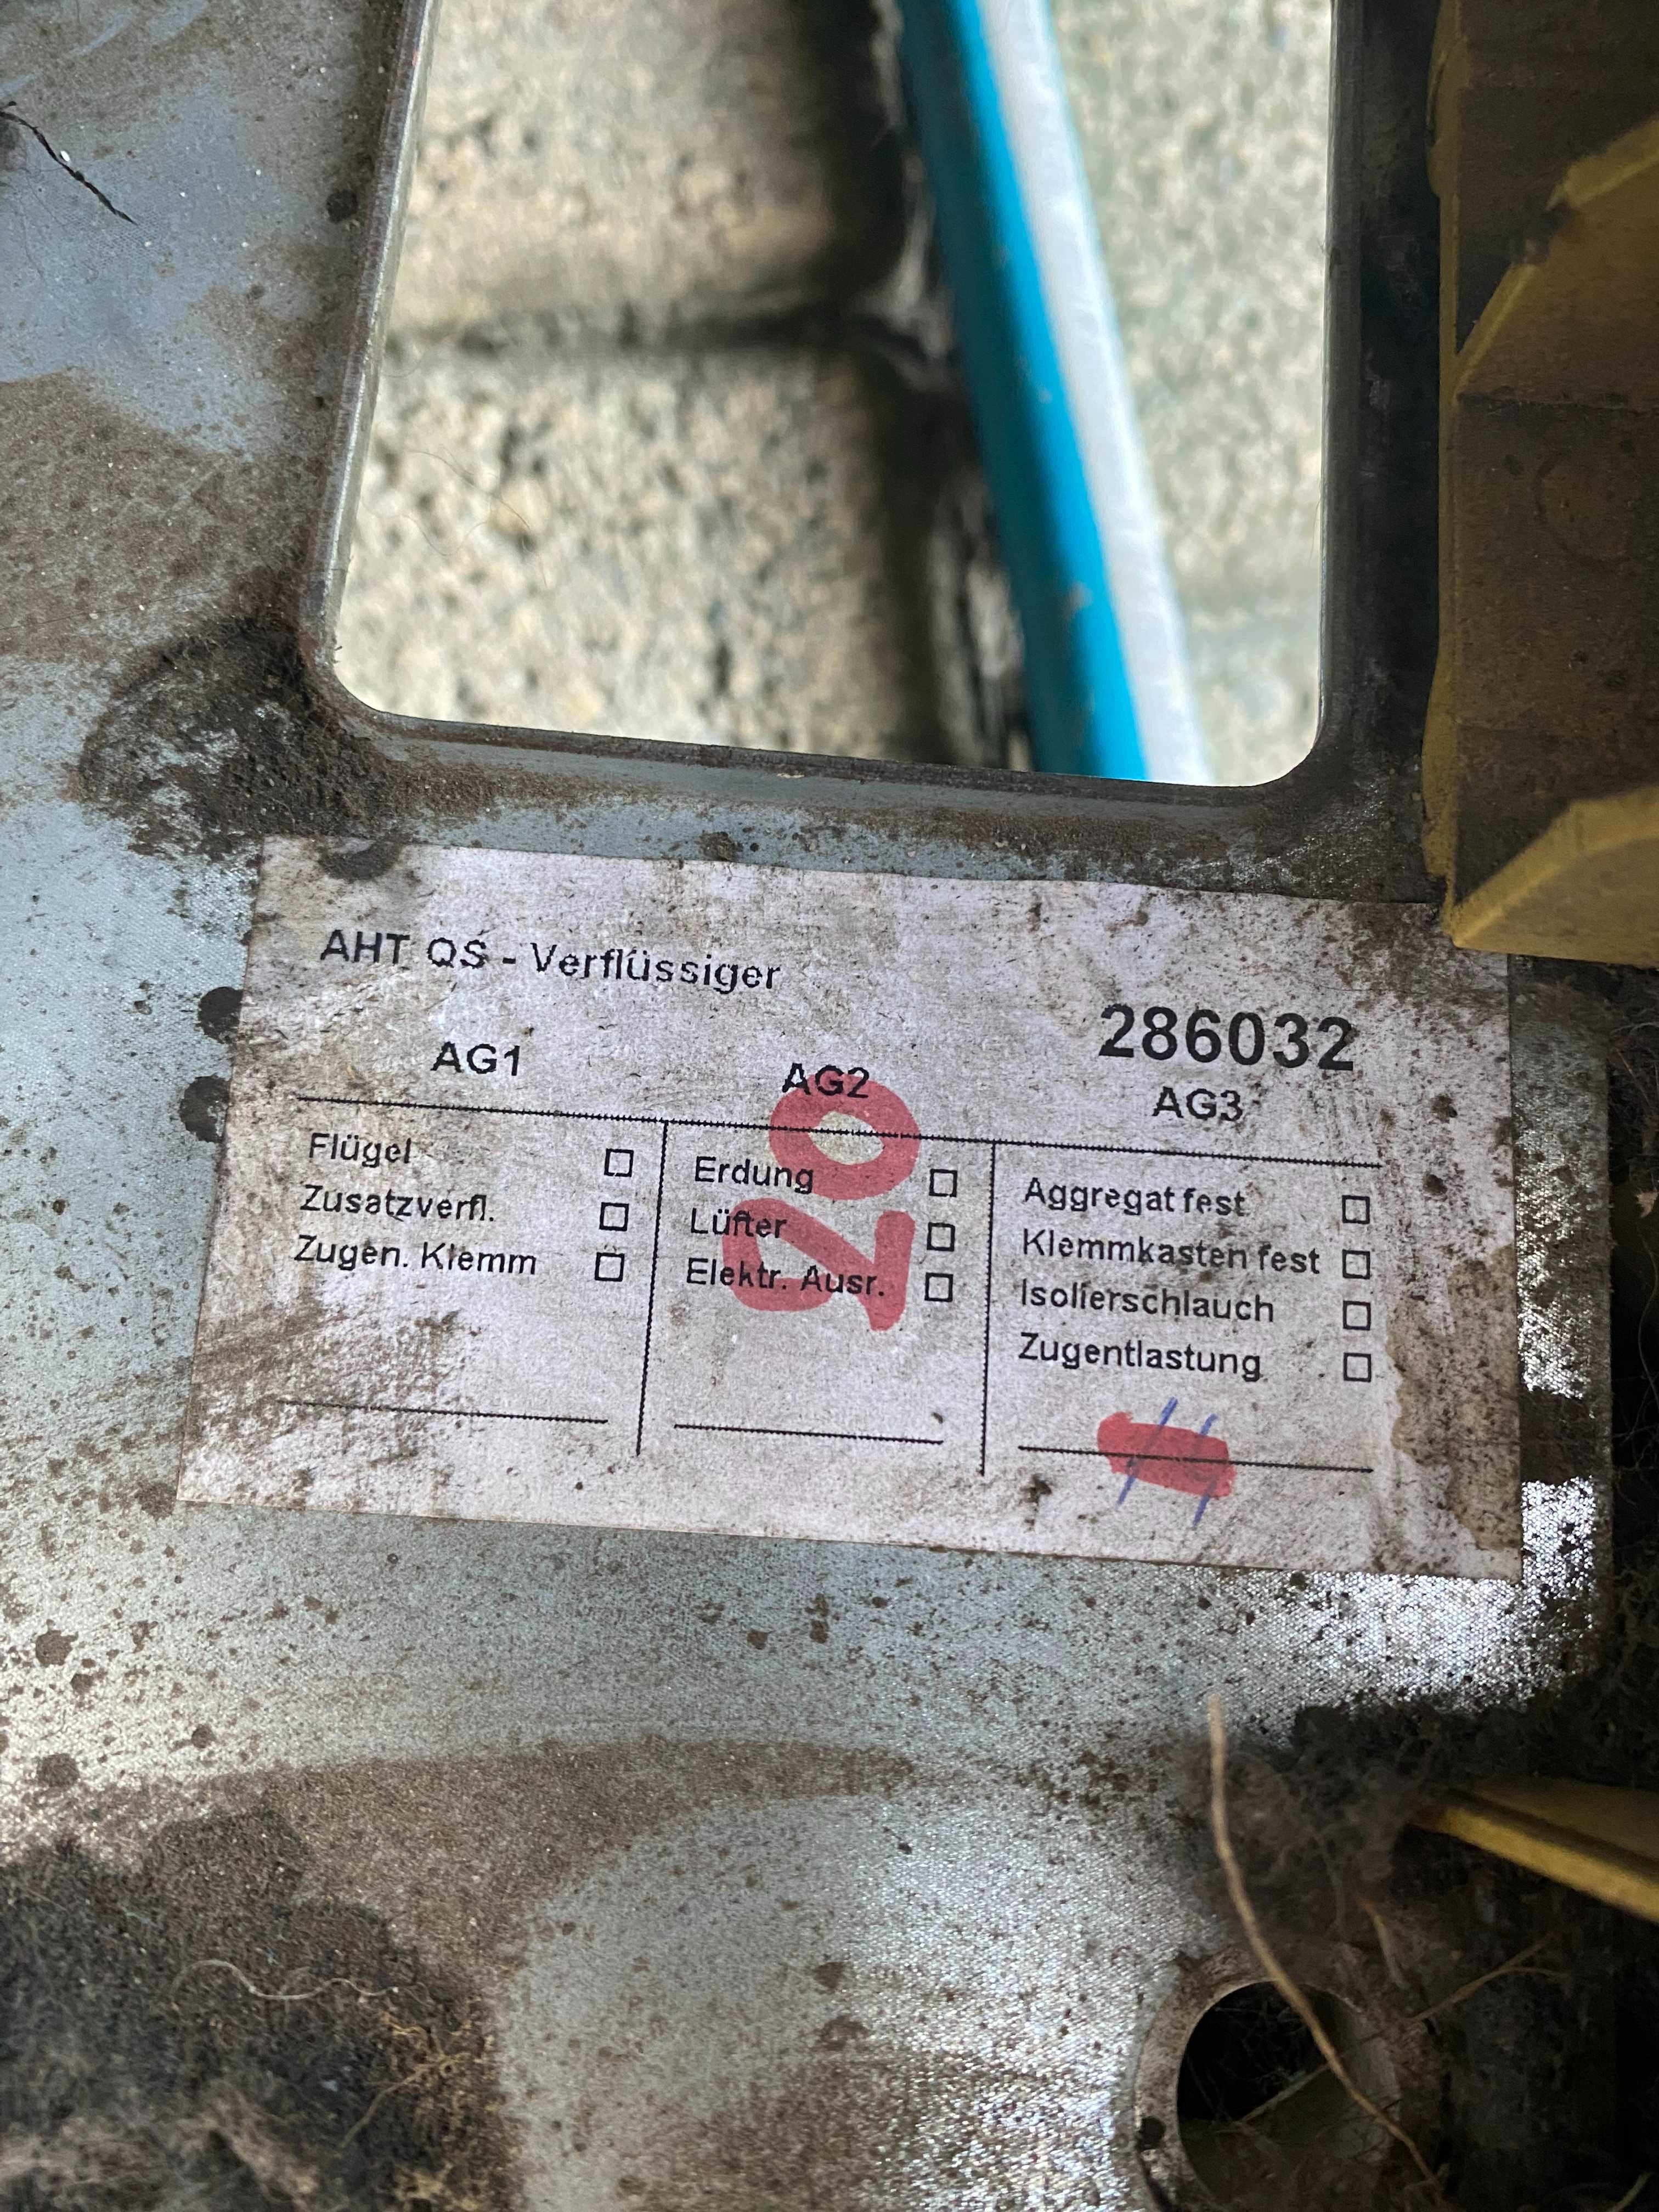 AHT QS - Verflüssiger
286032
AG1 AG2 AG3
Flügel
Zusatzverfl.
Zugen. Klemm
Erdung
Lüfter
Elektr. Ausr.
Aggregat fest
Klemmkasten fest
Isolierschlauch
Zugentlastung
20